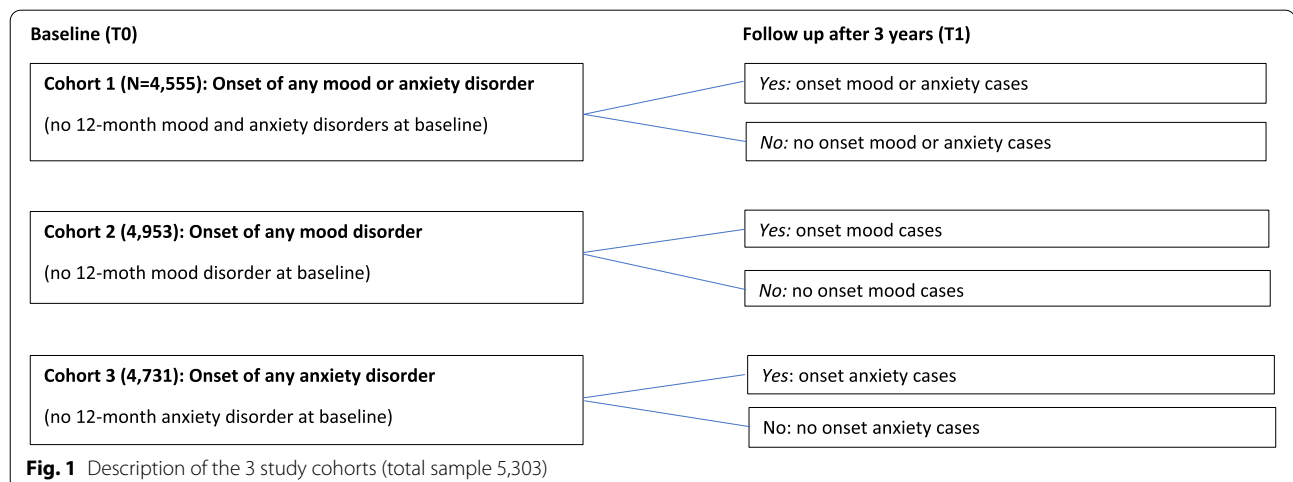 Baseline (T0)
Follow up after 3 years (T1)
Cohort 1 (N=4,555): Onset of any mood or anxiety disorder
(no 12-month mood and anxiety disorders at baseline)
Yes: onset mood or anxiety cases
No: no onset mood or anxiety cases
Cohort 2 (4,953): Onset of any mood disorder
(no 12-moth mood disorder at baseline)
Yes: onset mood cases
No: no onset mood cases
Cohort 3 (4,731): Onset of any anxiety disorder
(no 12-month anxiety disorder at baseline)
Yes: onset anxiety cases
No: no onset anxiety cases
Fig. 1 Description of the 3 study cohorts (total sample 5,303)